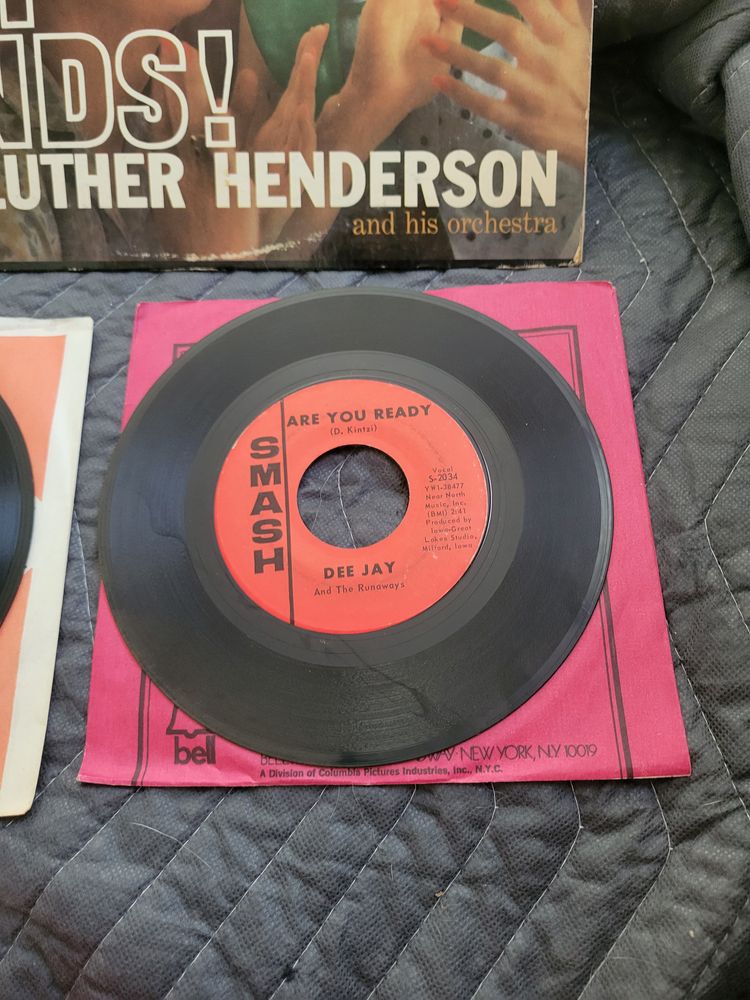 NDS!
LUTHER HENDERSON
and his orchestra
SMASH
ARE YOU READY
(D. Kintzi)
Vocal
S-2034
YW1-38477
Near North
Music, Inc.
(BMI) 2:41
Produced by
Iowa-Great
Lakes Studio,
Milford, Iowa
DEE JAY
And The Runaways
bell
WAY · NEW YORK, N.Y. 10019
A Division of Columbia Pictures Industries, Inc., N.Y.C.